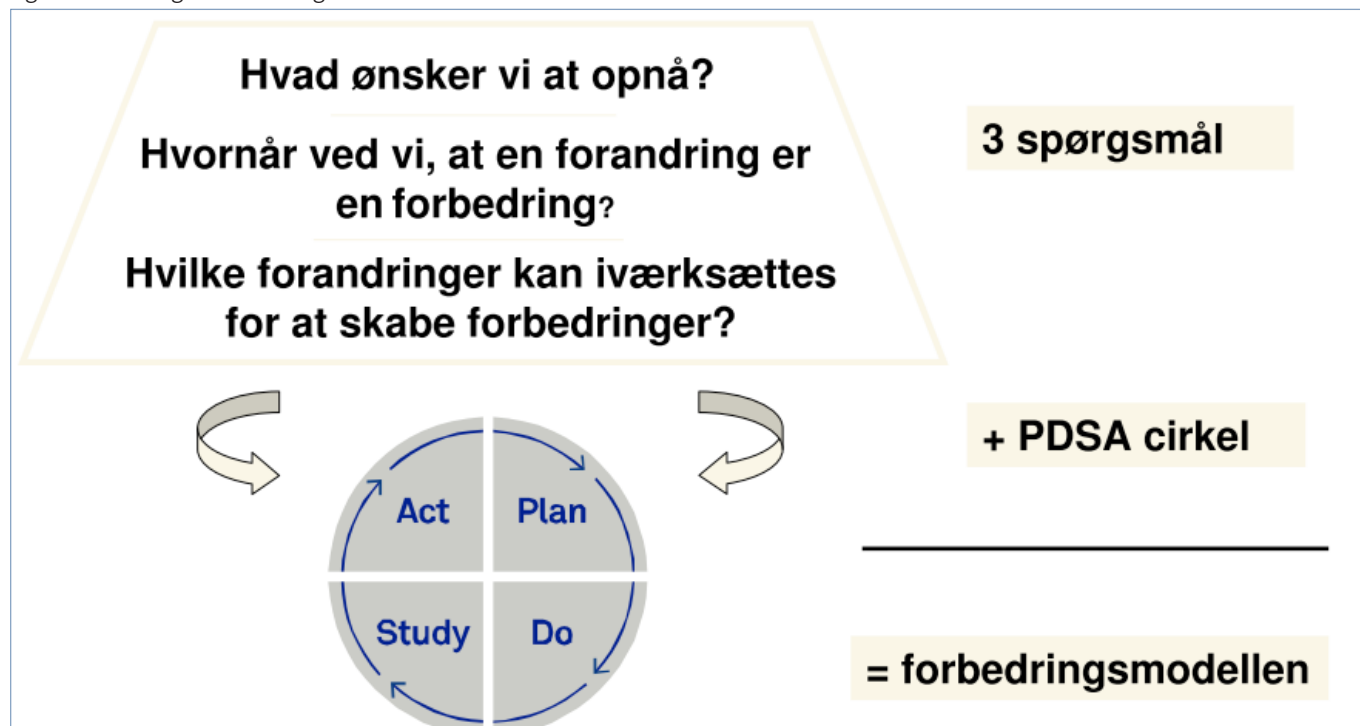 Hvad ønsker vi at opnå?
Hvornår ved vi, at en forandring er
en forbedring?
Hvilke forandringer kan iværksættes
for at skabe forbedringer?
3 spørgsmål
+ PDSA cirkel
Act
Plan
Study
Do
= forbedringsmodellen